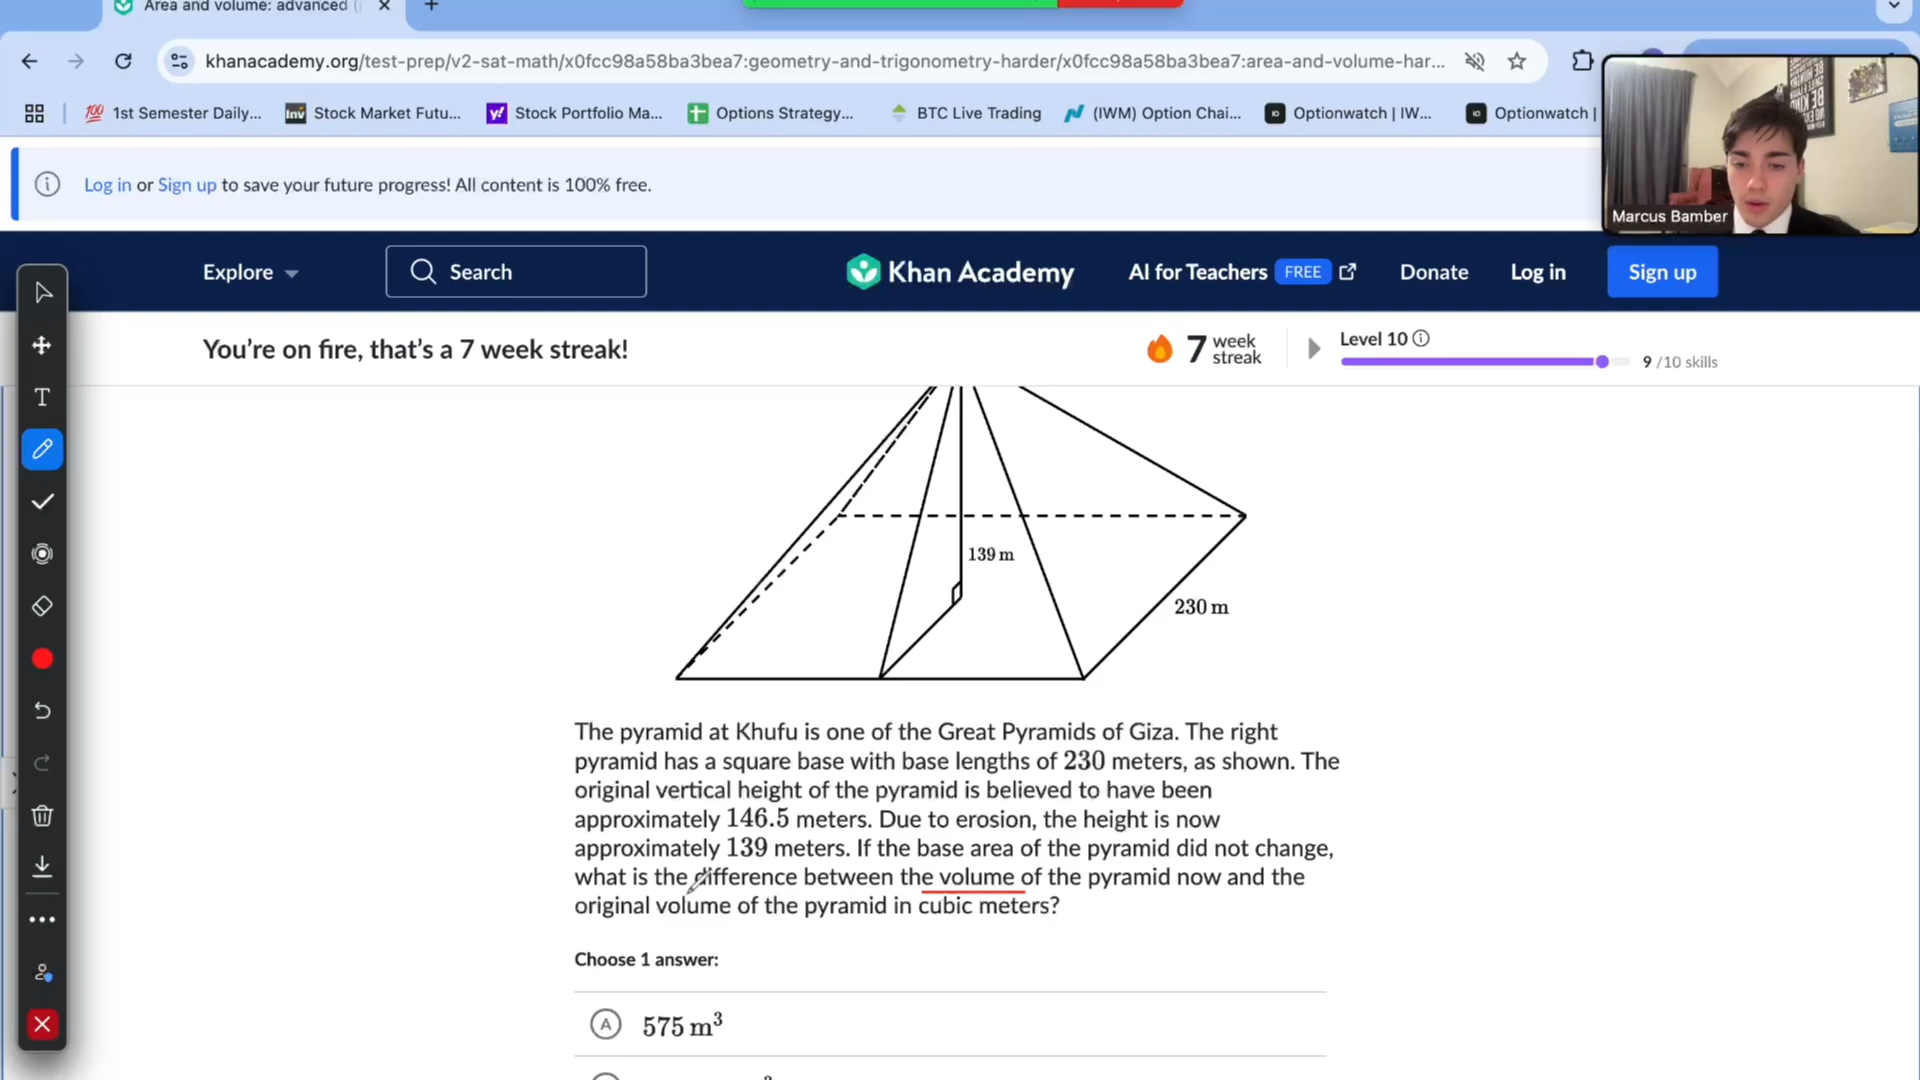 Area and volume: advanced (
khanacademy.org/test-prep/v2-sat-math/x0fcc98a58ba3bea7:geometry-and-trigonometry-harder/x0fcc98a58ba3bea7:area-and-volume-har...
1st Semester Daily... Stock Market Futu... Stock Portfolio Ma... Options Strategy... BTC Live Trading (IWM) Option Chai... Optionwatch | IW... Optionwatch |
Marcus Bamber
Log in or Sign up to save your future progress! All content is 100% free.
Explore Search Khan Academy AI for Teachers FREE Donate Log in Sign up
You're on fire, that's a 7 week streak! 7 week streak Level 10 9 /10 skills
139 m
230 m
The pyramid at Khufu is one of the Great Pyramids of Giza. The right
pyramid has a square base with base lengths of 230 meters, as shown. The
original vertical height of the pyramid is believed to have been
approximately 146.5 meters. Due to erosion, the height is now
approximately 139 meters. If the base area of the pyramid did not change,
what is the difference between the volume of the pyramid now and the
original volume of the pyramid in cubic meters?
Choose 1 answer:
A 575 m³